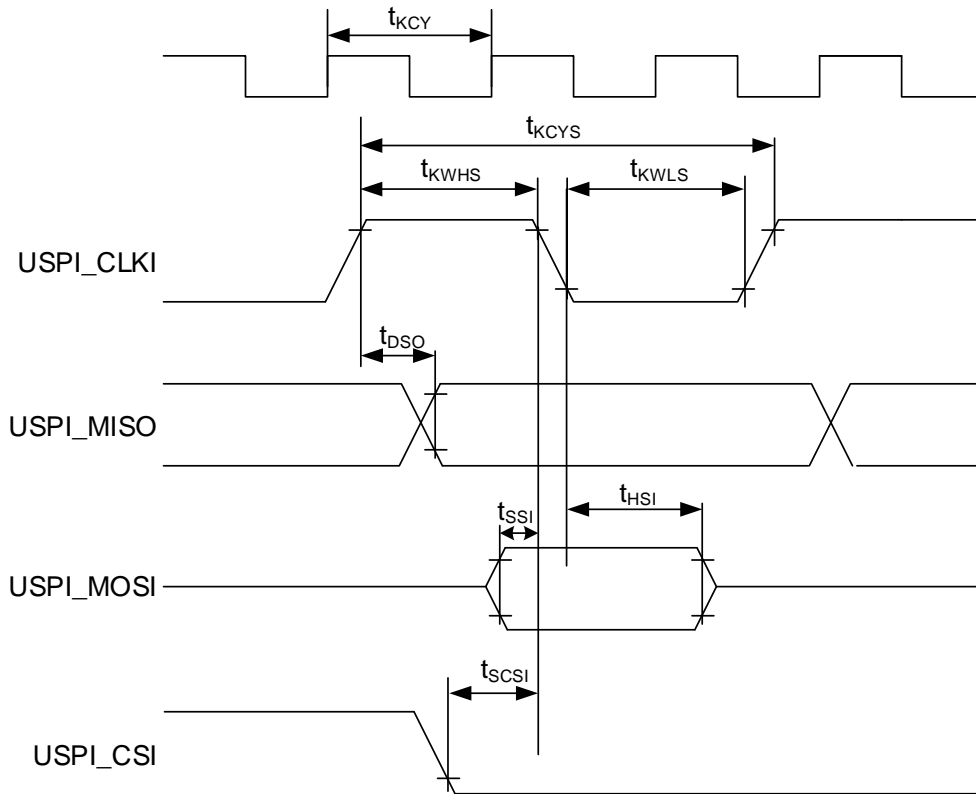 tKCY
tKCYS
tKWHS
tKWLS
USPI_CLKI
tDSO
USPI_MISO
tHSI
tSSI
USPI_MOSI
tSCSI
USPI_CSI